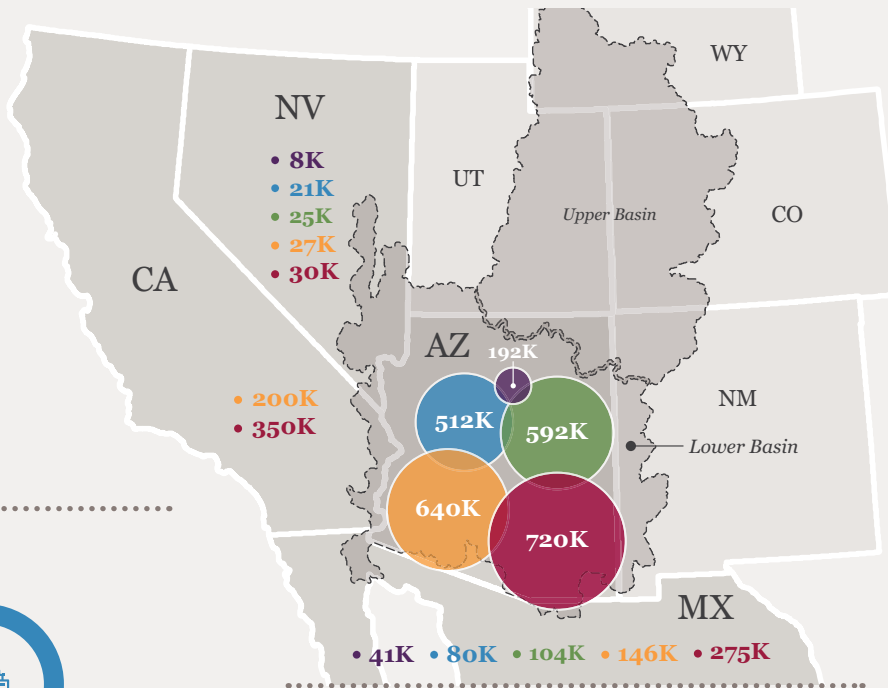 WY
NV
8K
21K
25K
27K
30K
UT
Upper Basin
CO
CA
AZ
192K
512K
592K
200K
350K
NM
Lower Basin
640K
720K
MX
41K 80K 104K 146K 275K